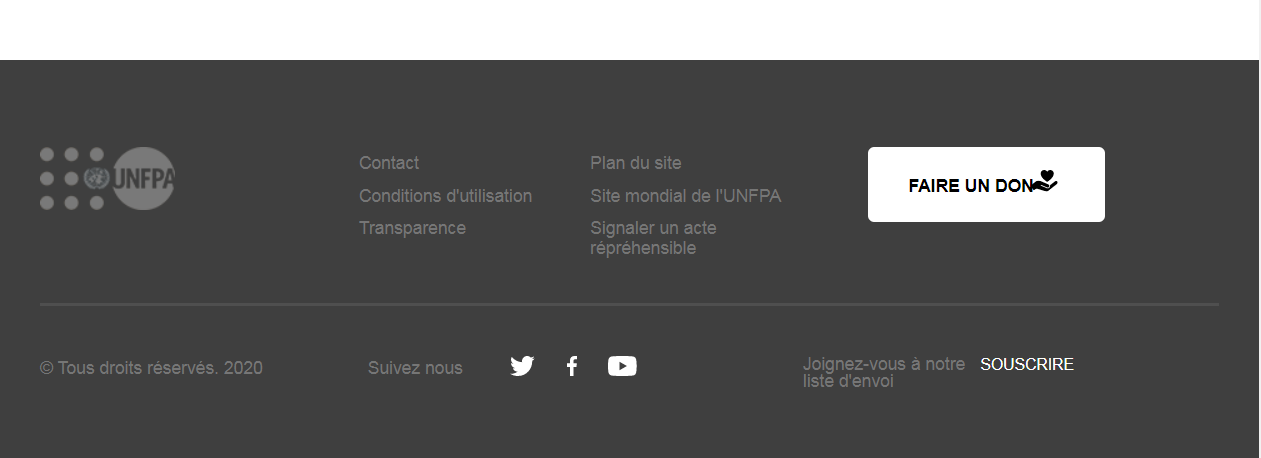 UNFPA
Contact
Conditions d'utilisation
Transparence
Plan du site
Site mondial de l'UNFPA
Signaler un acte
répréhensible
FAIRE UN DON
© Tous droits réservés. 2020
Suivez nous
Joignez-vous à notre
liste d'envoi
SOUSCRIRE